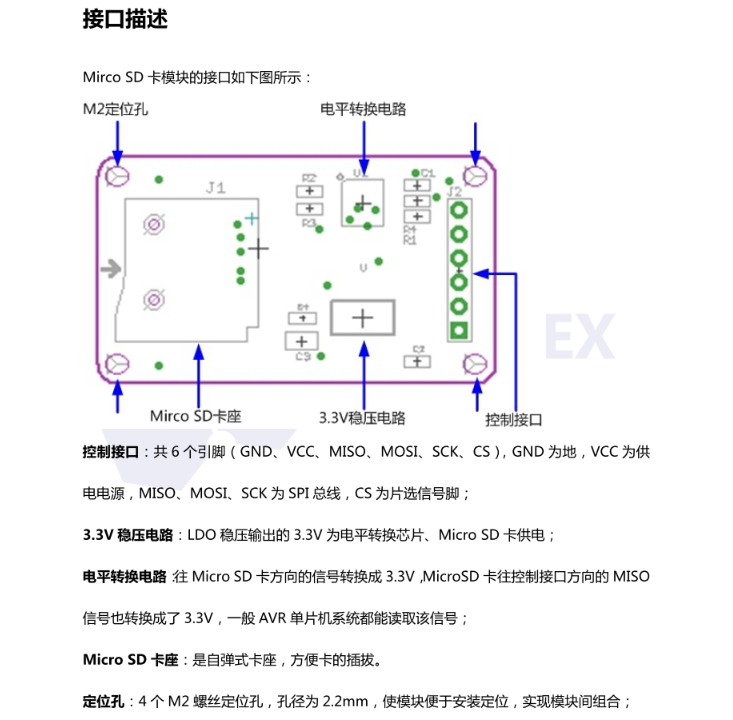 接口描述
Mirco SD 卡模块的接口如下图所示：
M2定位孔
电平转换电路
J1
R2
R3
C1
J2
R4
R1
U
C3
C2
EX
Mirco SD卡座
3.3V稳压电路
控制接口
控制接口：共 6 个引脚（GND、VCC、MISO、MOSI、SCK、CS），GND 为地，VCC 为供
电电源，MISO、MOSI、SCK 为 SPI 总线，CS 为片选信号脚；
3.3V 稳压电路：LDO 稳压输出的 3.3V 为电平转换芯片、Micro SD 卡供电；
电平转换电路：往 Micro SD 卡方向的信号转换成 3.3V，MicroSD 卡往控制接口方向的 MISO
信号也转换成了 3.3V，一般 AVR 单片机系统都能读取该信号；
Micro SD 卡座：是自弹式卡座，方便卡的插拔。
定位孔：4 个 M2 螺丝定位孔，孔径为 2.2mm，使模块便于安装定位，实现模块间组合；